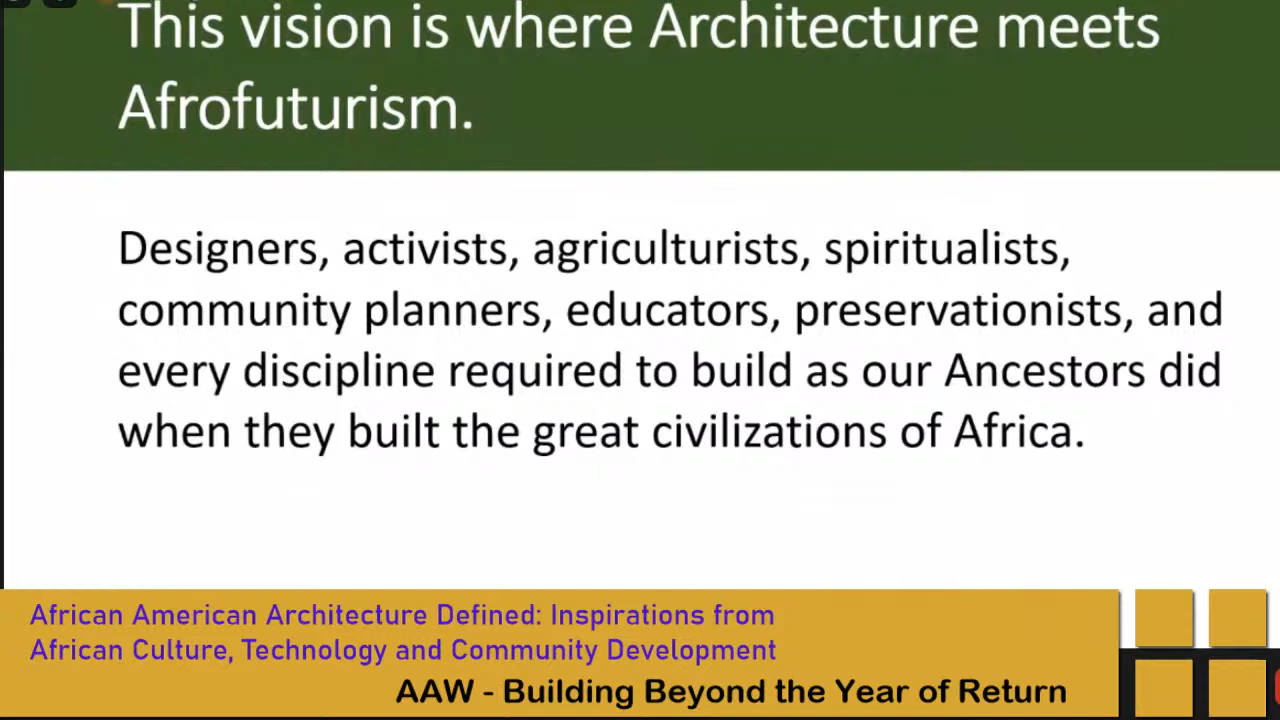 This vision is where Architecture meets
Afrofuturism.
Designers, activists, agriculturists, spiritualists,
community planners, educators, preservationists, and
every discipline required to build as our Ancestors did
when they built the great civilizations of Africa.
African American Architecture Defined: Inspirations from
African Culture, Technology and Community Development
AAW - Building Beyond the Year of Return